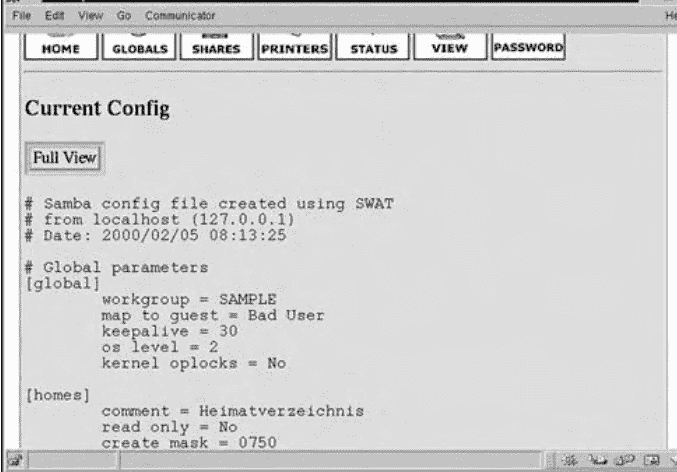 File Edit View Go Communicator He
HOME GLOBALS SHARES PRINTERS STATUS VIEW PASSWORD
Current Config
Full View
# Samba config file created using SWAT
# from localhost (127.0.0.1)
# Date: 2000/02/05 08:13:25
# Global parameters
[global]
workgroup = SAMPLE
map to guest = Bad User
keepalive = 30
os level = 2
kernel oplocks = No
[homes]
comment = Heimatverzeichnis
read only = No
create mask = 0750